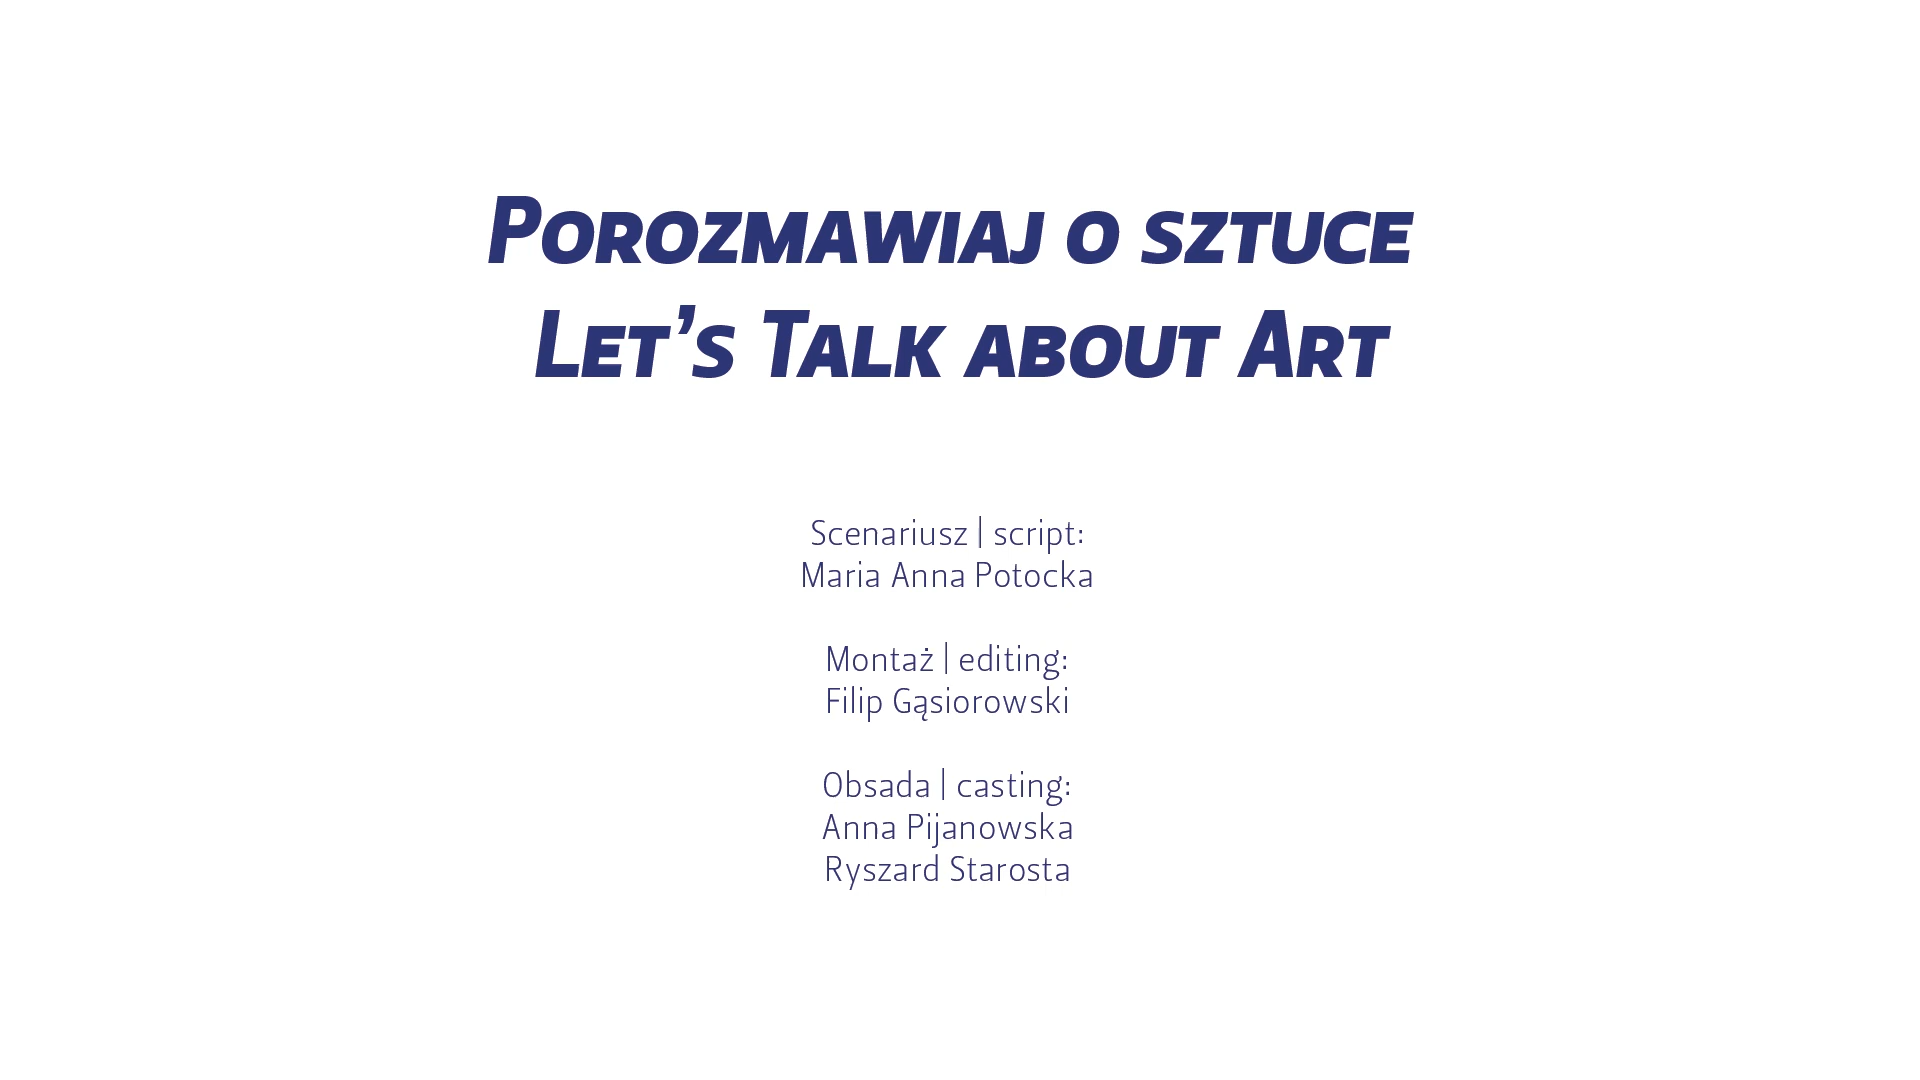 Porozmawiaj o sztuce
Let’s Talk about Art
Scenariusz | script:
Maria Anna Potocka
Montaż | editing:
Filip Gąsiorowski
Obsada | casting:
Anna Pijanowska
Ryszard Starosta